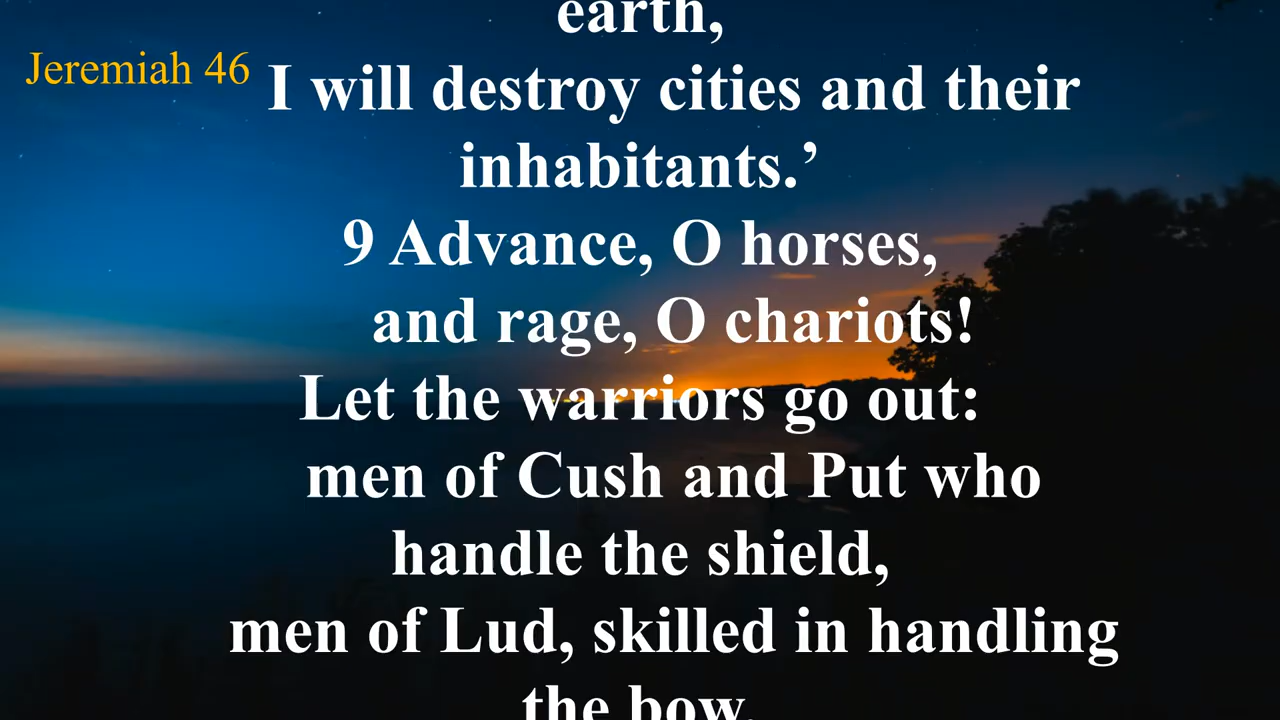 earth,
Jeremiah 46
I will destroy cities and their
inhabitants.’
9 Advance, O horses,
and rage, O chariots!
Let the warriors go out:
men of Cush and Put who
handle the shield,
men of Lud, skilled in handling
the bow.